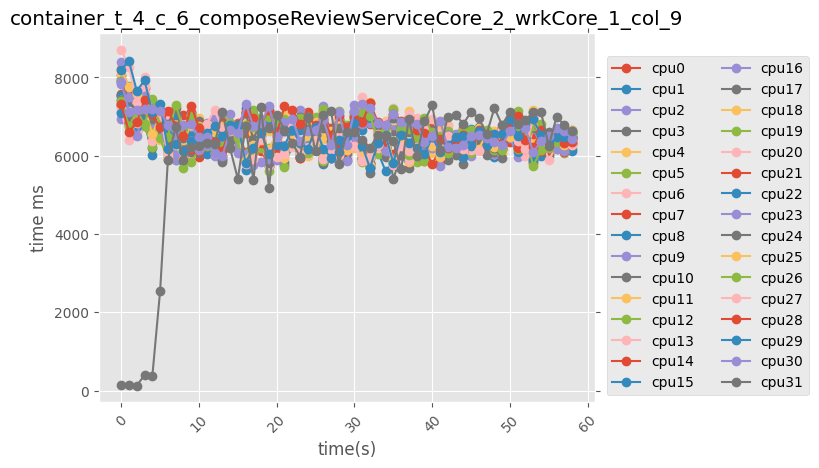 container_t_4_c_6_composeReviewServiceCore_2_wrkCore_1_col_9
time ms
8000
6000
4000
2000
0
0
10
20
30
40
50
60
time(s)
cpu0
cpu1
cpu2
cpu3
cpu4
cpu5
cpu6
cpu7
cpu8
cpu9
cpu10
cpu11
cpu12
cpu13
cpu14
cpu15
cpu16
cpu17
cpu18
cpu19
cpu20
cpu21
cpu22
cpu23
cpu24
cpu25
cpu26
cpu27
cpu28
cpu29
cpu30
cpu31